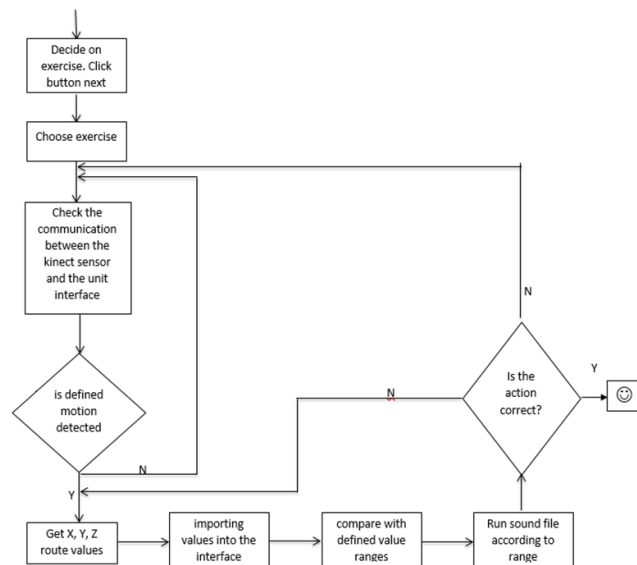 Decide on
exercise. Click
button next
Choose exercise
Check the
communication
between the
kinect sensor
and the unit
interface
is defined
motion
detected
N
Y
Get X, Y, Z
route values
importing
values into the
interface
compare with
defined value
ranges
Run sound file
according to
range
Is the
action
correct?
N
N
Y